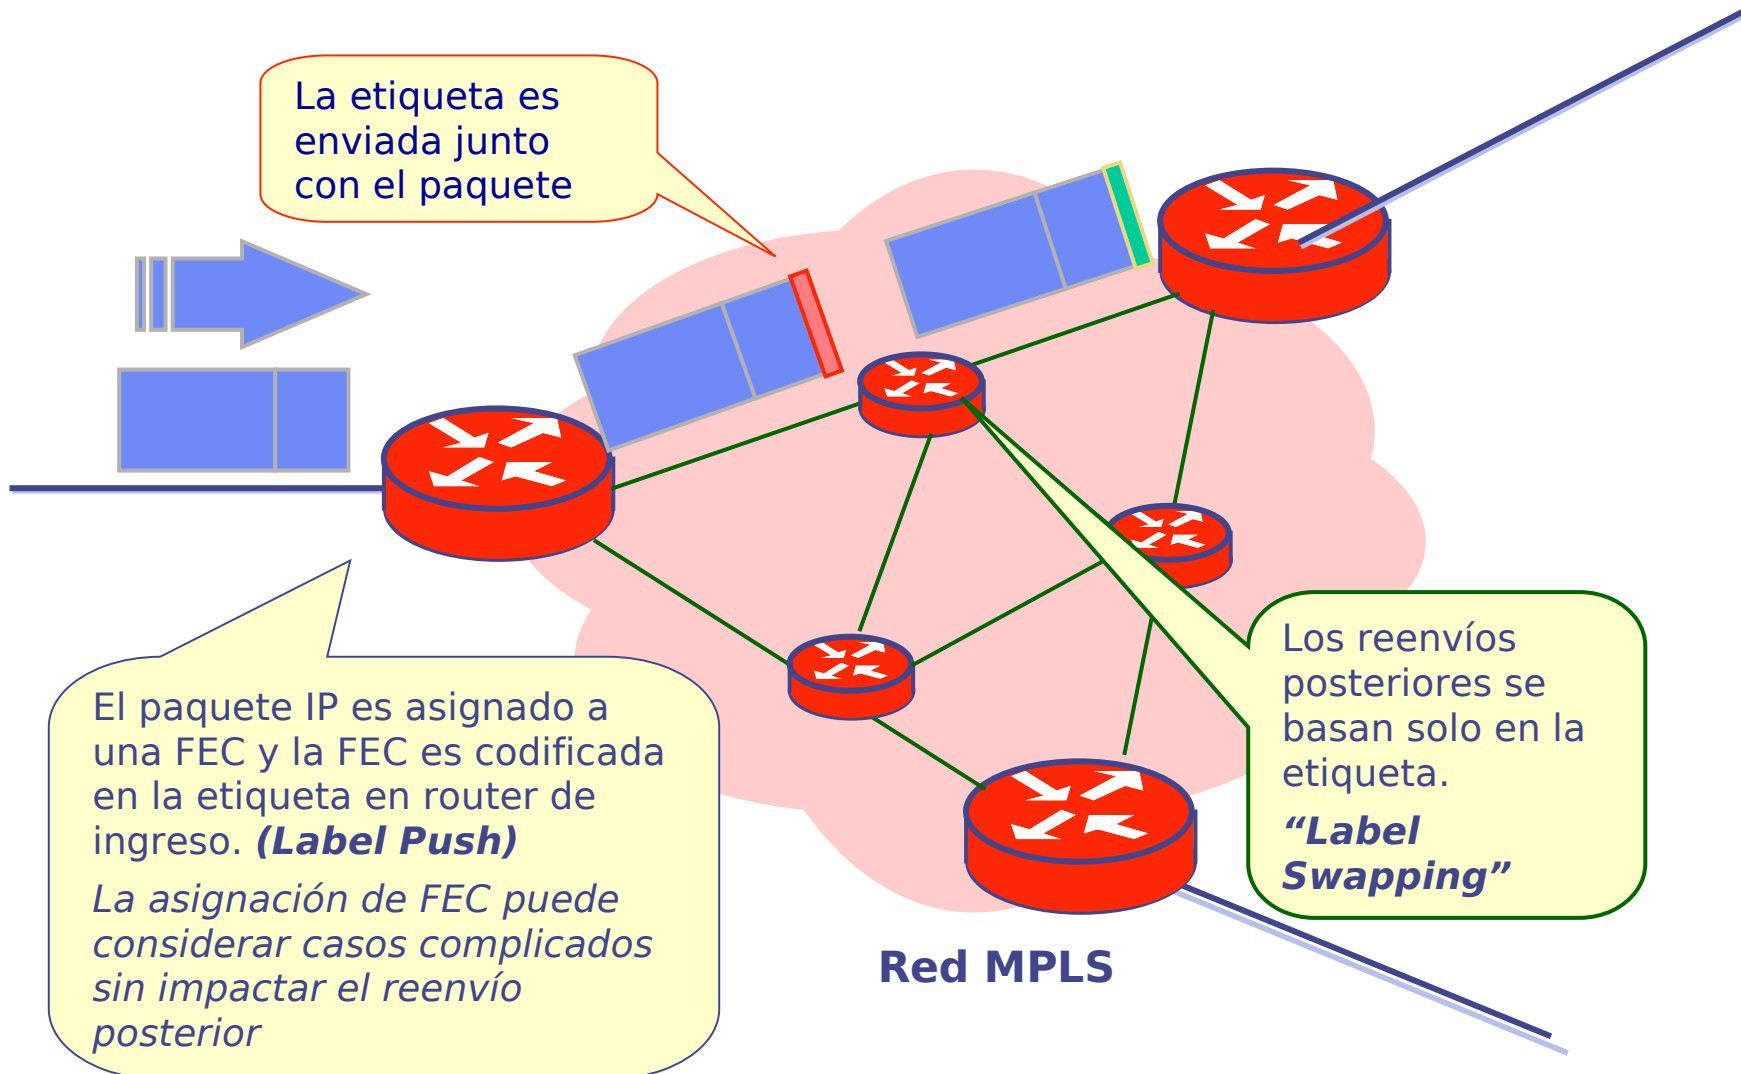 La etiqueta es
enviada junto
con el paquete
El paquete IP es asignado a
una FEC y la FEC es codificada
en la etiqueta en router de
ingreso. (Label Push)
La asignación de FEC puede
considerar casos complicados
sin impactar el reenvío
posterior
Los reenvíos
posteriores se
basan solo en la
etiqueta.
“Label
Swapping”
Red MPLS